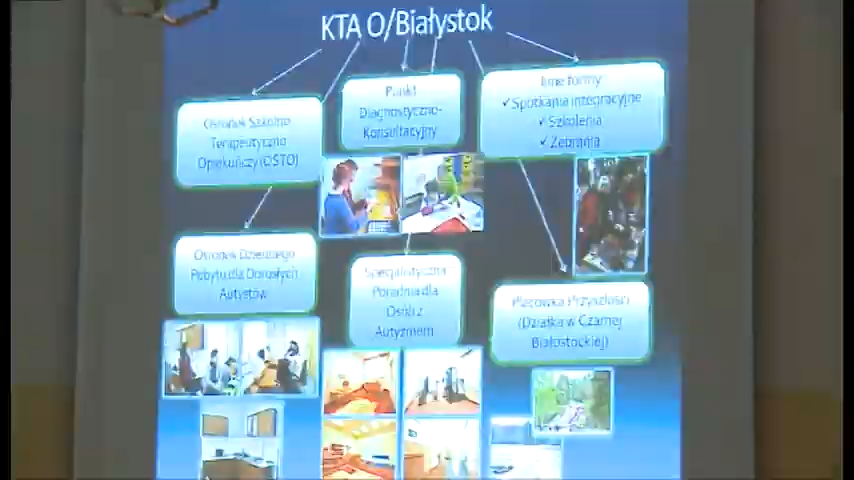 KTA O/Białystok
Ośrodek Szkolno
Terapeutyczno
Opiekuńczy (OSTO)
Punkt
Diagnostyczno-
Konsultacyjny
Inne formy
✓Spotkania integracyjne
✓Szkolenia
✓Zebrania
Ośrodek Dziennego
Pobytu dla Dorosłych
Autystów
Specjalistyczna
Poradnia dla
Osób z
Autyzmem
Placówka Przyszłości
(Działka w Czarnej
Białostockiej)